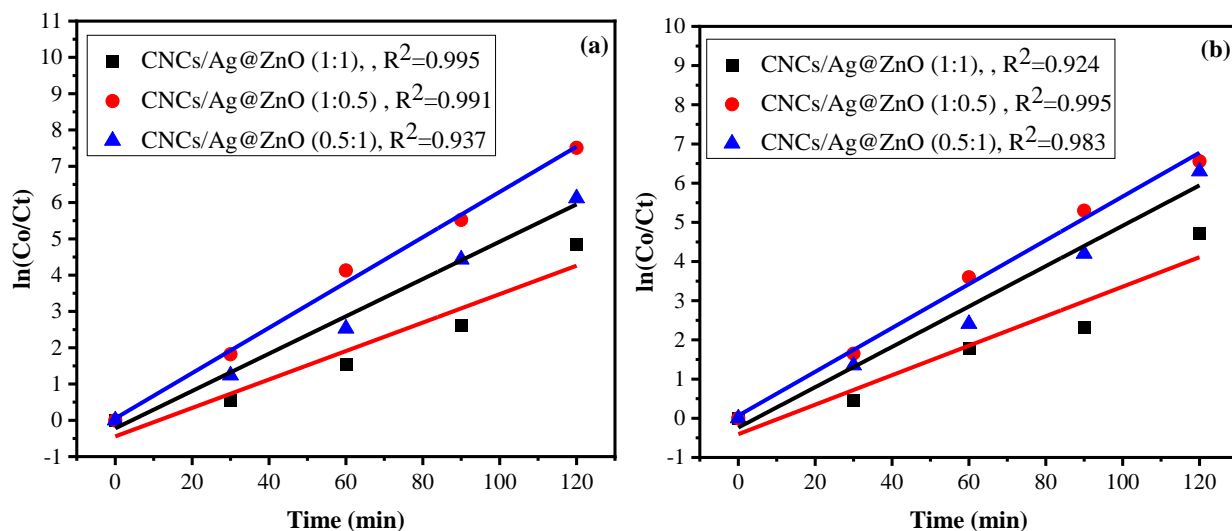 (a)
CNCs/Ag@ZnO (1:1), , R²=0.995
CNCs/Ag@ZnO (1:0.5) , R²=0.991
CNCs/Ag@ZnO (0.5:1), R²=0.937
11
10
9
8
7
6
5
4
3
2
1
0
-1
ln(Co/Ct)
0 20 40 60 80 100 120
Time (min)
(b)
CNCs/Ag@ZnO (1:1), , R²=0.924
CNCs/Ag@ZnO (1:0.5) , R²=0.995
CNCs/Ag@ZnO (0.5:1), R²=0.983
10
9
8
7
6
5
4
3
2
1
0
-1
ln(Co/Ct)
0 20 40 60 80 100 120
Time (min)